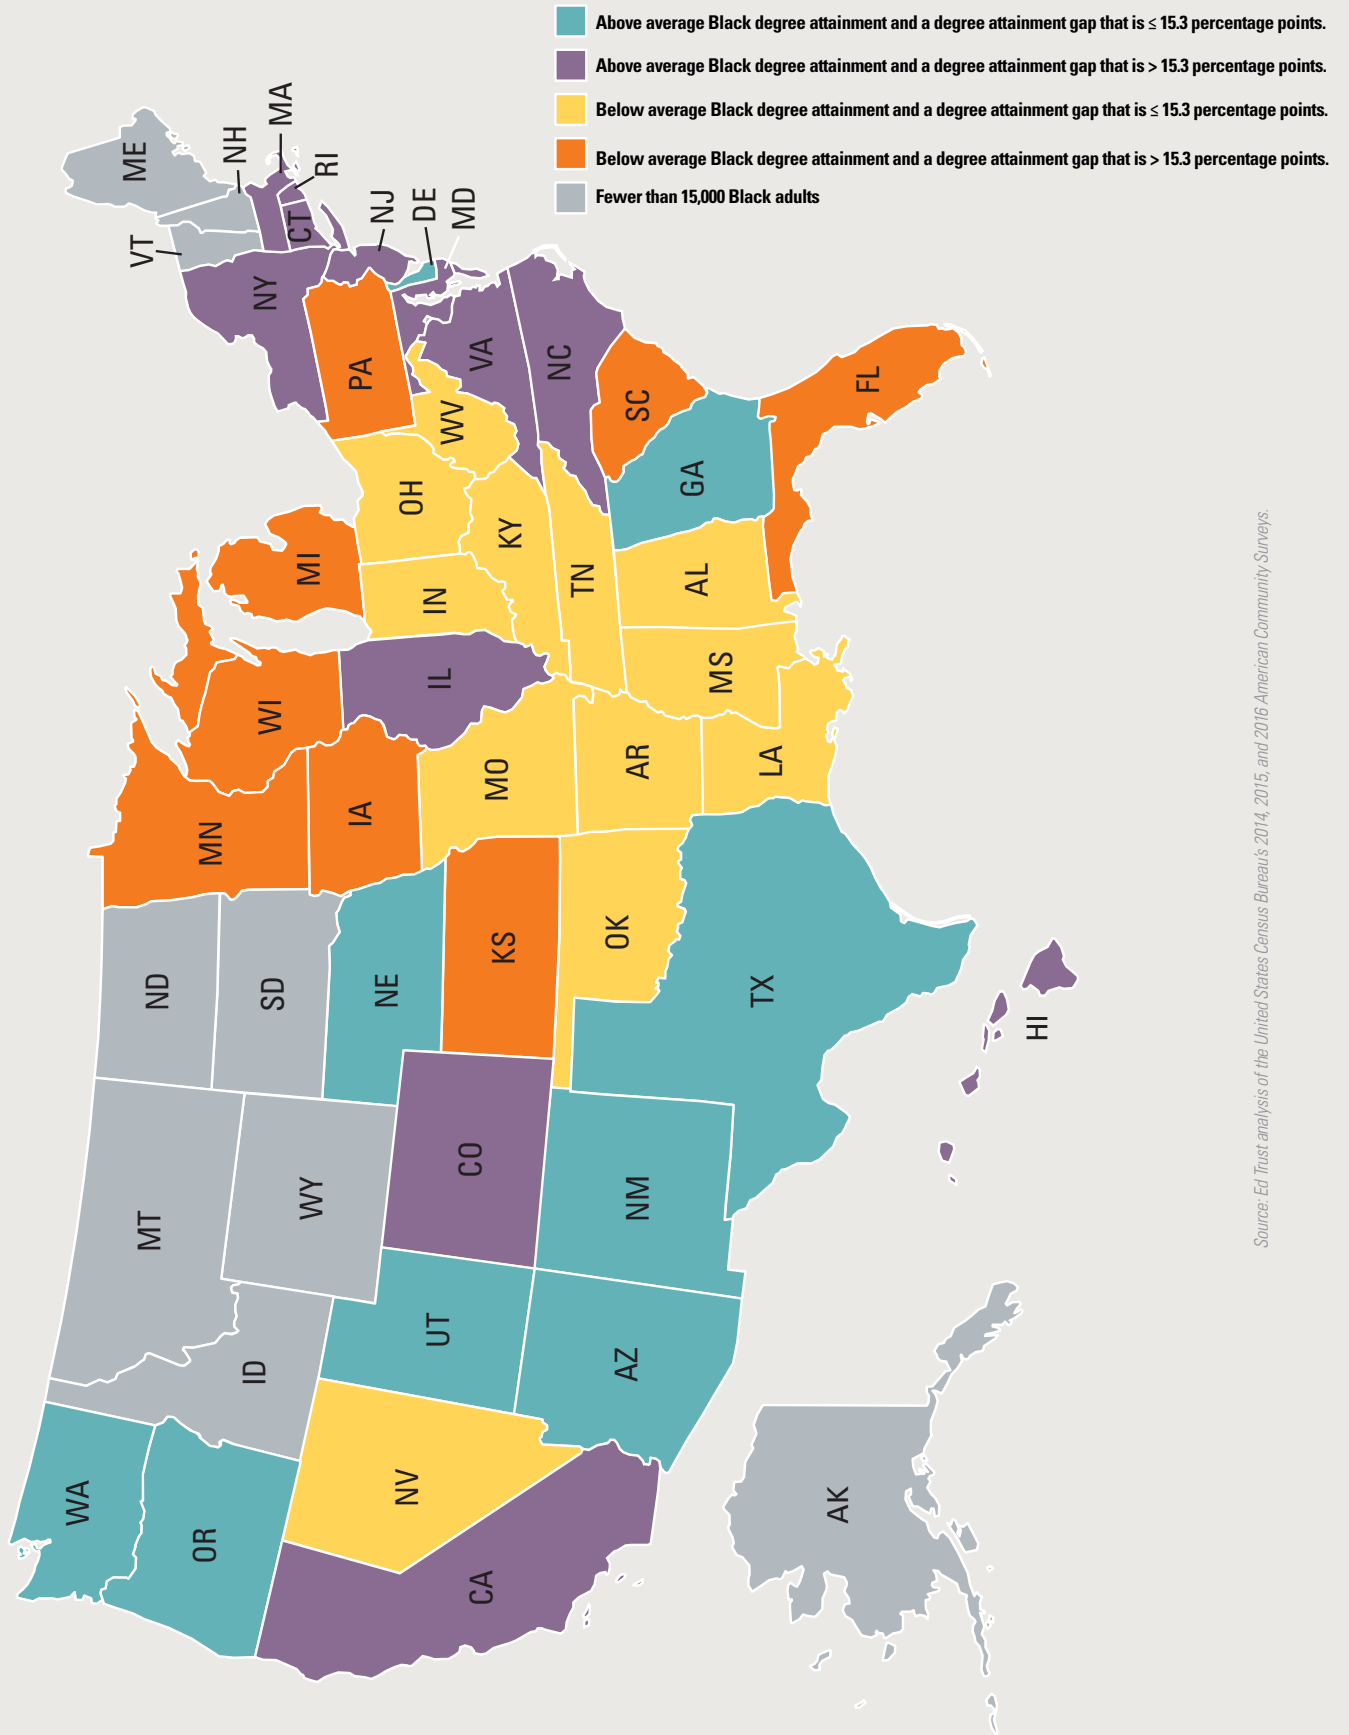 Above average Black degree attainment and a degree attainment gap that is ≤ 15.3 percentage points.
Above average Black degree attainment and a degree attainment gap that is > 15.3 percentage points.
Below average Black degree attainment and a degree attainment gap that is ≤ 15.3 percentage points.
Below average Black degree attainment and a degree attainment gap that is > 15.3 percentage points.
Fewer than 15,000 Black adults
WA
OR
CA
NV
ID
MT
WY
UT
AZ
CO
NM
ND
SD
NE
KS
OK
TX
MN
IA
MO
AR
LA
WI
IL
MS
MI
IN
KY
TN
AL
OH
WV
GA
FL
SC
NC
VA
PA
NY
VT
ME
NH
MA
RI
CT
NJ
DE
MD
AK
HI
Source: Ed Trust analysis of the United States Census Bureau's 2014, 2015, and 2016 American Community Surveys.